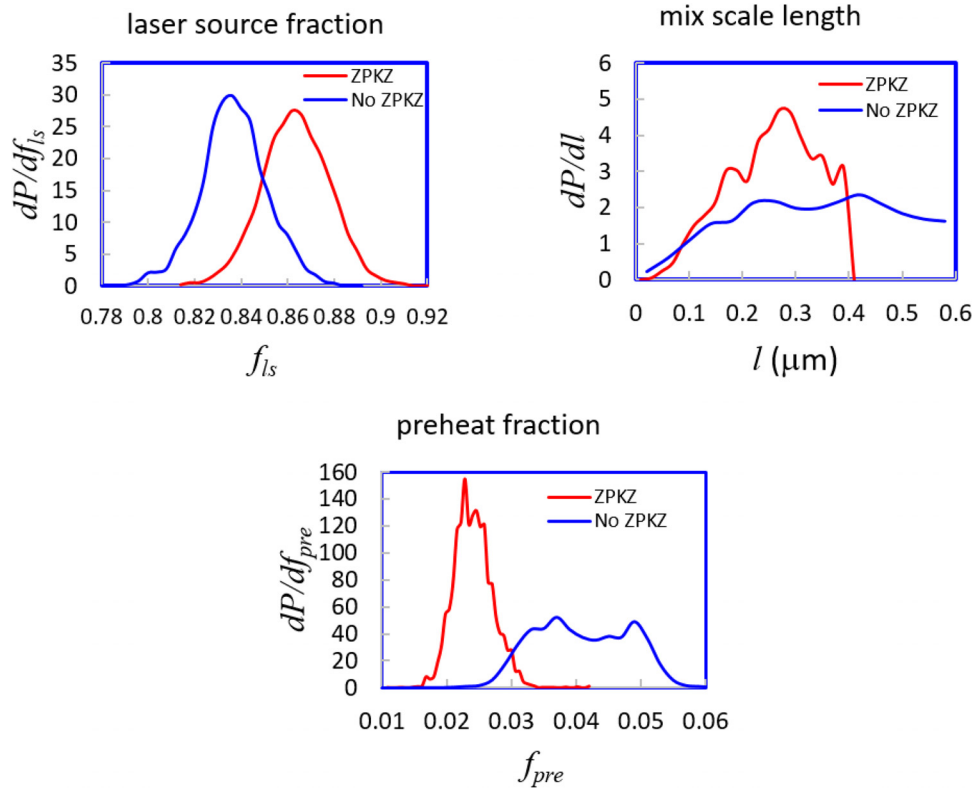 laser source fraction
35
30
25
20
15
10
5
0
dP/df_ls
ZPKZ
No ZPKZ
0.78 0.8 0.82 0.84 0.86 0.88 0.9 0.92
f_ls
mix scale length
6
5
4
3
2
1
0
dP/dl
ZPKZ
No ZPKZ
0 0.1 0.2 0.3 0.4 0.5 0.6
l (μm)
preheat fraction
160
140
120
100
80
60
40
20
0
dP/df_pre
ZPKZ
No ZPKZ
0.01 0.02 0.03 0.04 0.05 0.06
f_pre